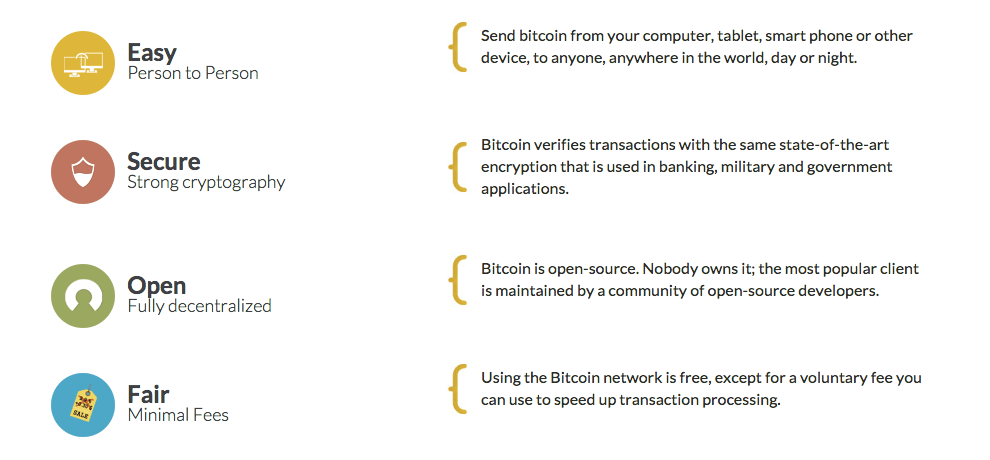 Easy
Person to Person
Send bitcoin from your computer, tablet, smart phone or other
device, to anyone, anywhere in the world, day or night.
Secure
Strong cryptography
Bitcoin verifies transactions with the same state-of-the-art
encryption that is used in banking, military and government
applications.
Open
Fully decentralized
Bitcoin is open-source. Nobody owns it; the most popular client
is maintained by a community of open-source developers.
SALE
Fair
Minimal Fees
Using the Bitcoin network is free, except for a voluntary fee you
can use to speed up transaction processing.